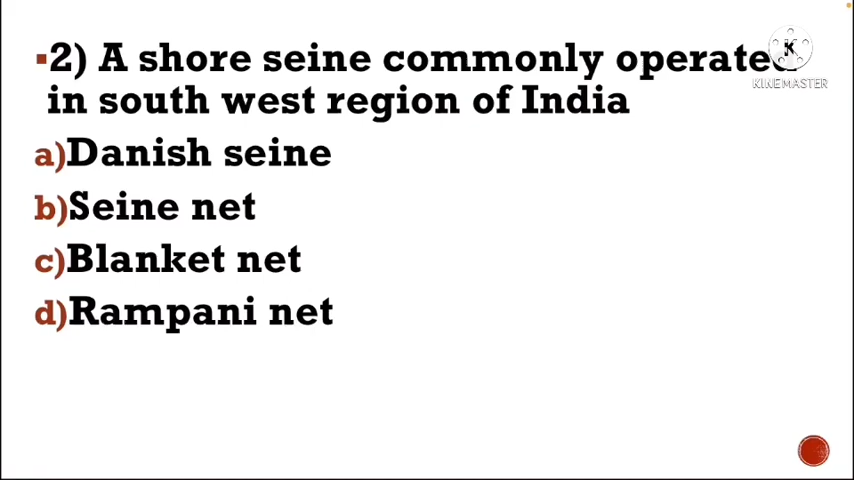 ▪2) A shore seine commonly operated
in south west region of India
a)Danish seine
b)Seine net
c)Blanket net
d)Rampani net
K
KINEMASTER